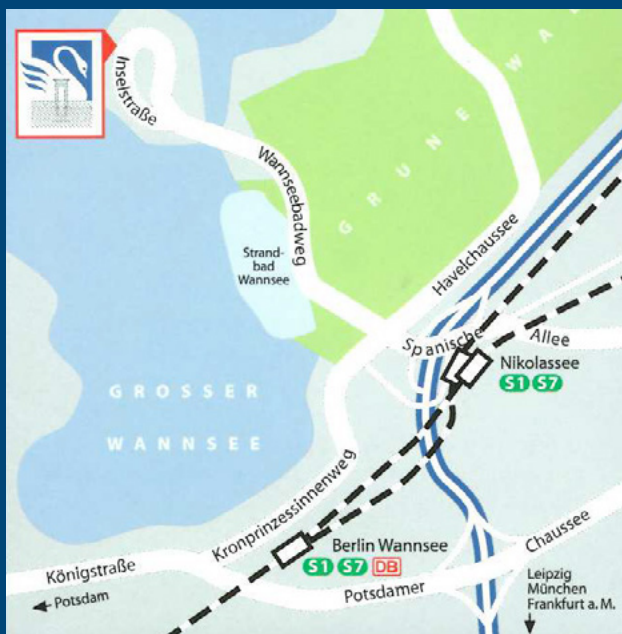 Inselstraße
GRUNEWA
Wannseebadweg
Strand-
bad
Wannsee
Havelchaussee
Spanische
Allee
Nikolassee
S1 S7
GROSSER
WANNSEE
Kronprinzessinnenweg
Berlin Wannsee
S1 S7 DB
Königstraße
Potsdam
Potsdamer
Chaussee
Leipzig
München
Frankfurt a. M.